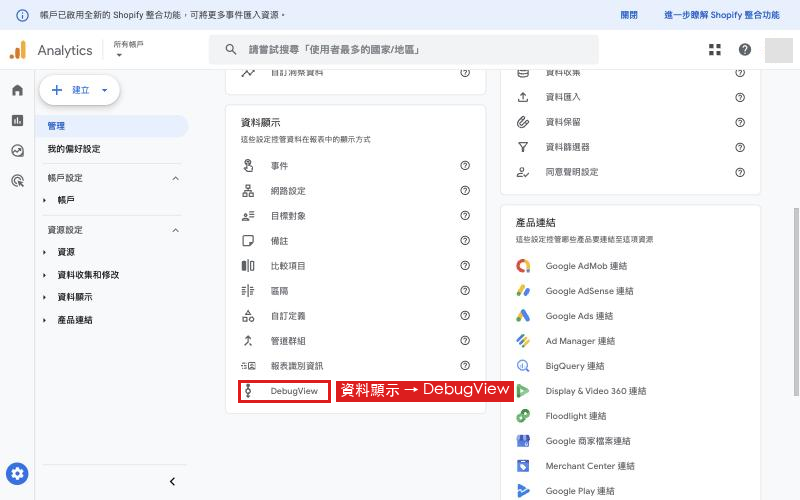 帳戶已啟用全新的 Shopify 整合功能，可將更多事件匯入資源。
關閉
進一步瞭解 Shopify 整合功能
Analytics
所有帳戶
請嘗試搜尋「使用者最多的國家/地區」
建立
管理
我的偏好設定
帳戶設定
帳戶
資源設定
資源
資料收集和修改
資料顯示
產品連結
自訂洞察資料
資料顯示
這些設定控管資料在報表中的顯示方式
事件
網路設定
目標對象
備註
比較項目
區隔
自訂定義
管道群組
報表識別資訊
DebugView
資料顯示 → DebugView
資料收集
資料匯入
資料保留
資料篩選器
同意聲明設定
產品連結
這些設定控管哪些產品要連結至這項資源
Google AdMob 連結
Google AdSense 連結
Google Ads 連結
Ad Manager 連結
BigQuery 連結
Display & Video 360 連結
Floodlight 連結
Google 商家檔案連結
Merchant Center 連結
Google Play 連結